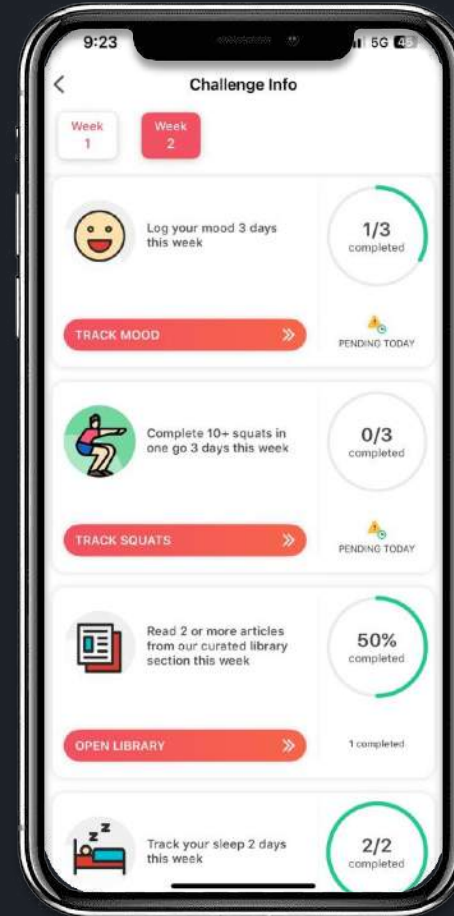 9:23
5G 45
Challenge Info
Week
1
Week
2
Log your mood 3 days
this week
1/3
completed
TRACK MOOD
PENDING TODAY
Complete 10+ squats in
one go 3 days this week
0/3
completed
TRACK SQUATS
PENDING TODAY
Read 2 or more articles
from our curated library
section this week
50%
completed
OPEN LIBRARY
1 completed
z z
Track your sleep 2 days
this week
2/2
completed